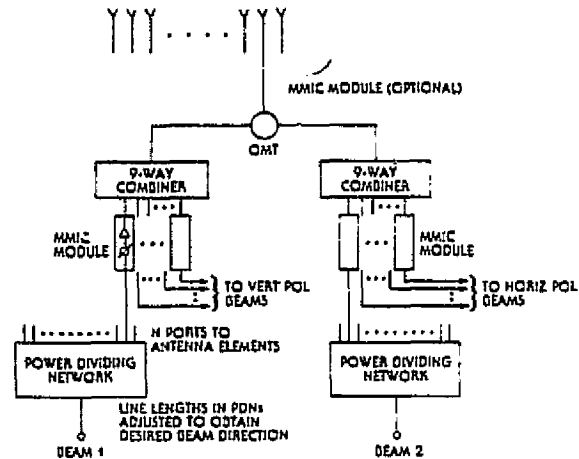 MMIC MODULE (OPTIONAL)
OMT
9-WAY
COMBINER
9-WAY
COMBINER
MMIC
MODULE
MMIC
MODULE
TO VERT POL
BEAMS
TO HORIZ POL
BEAMS
N PORTS TO
ANTENNA ELEMENTS
POWER DIVIDING
NETWORK
POWER DIVIDING
NETWORK
LINE LENGTHS IN PDNs
ADJUSTED TO OBTAIN
DESIRED BEAM DIRECTION
BEAM 1
BEAM 2